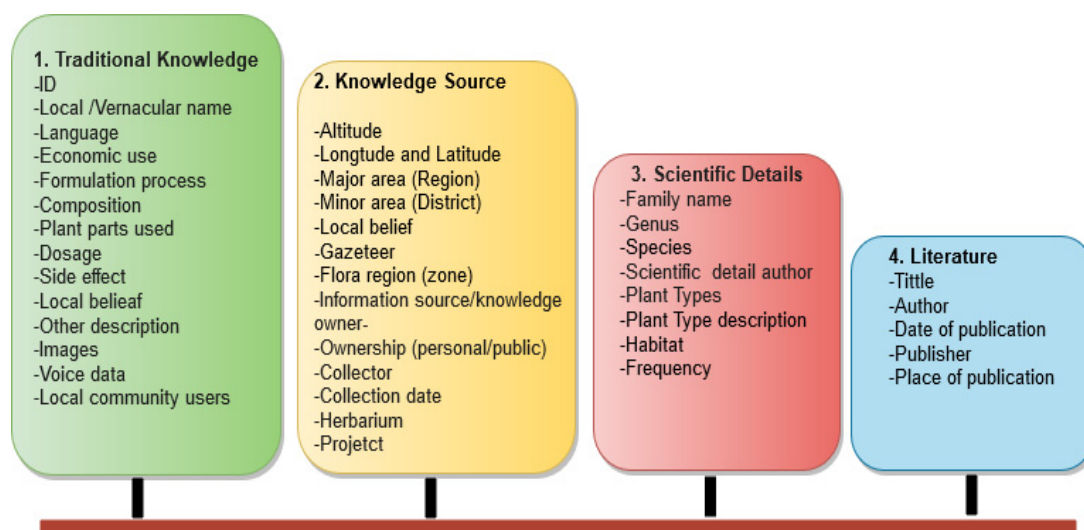 1. Traditional Knowledge
-ID
-Local /Vernacular name
-Language
-Economic use
-Formulation process
-Composition
-Plant parts used
-Dosage
-Side effect
-Local belieaf
-Other description
-Images
-Voice data
-Local community users
2. Knowledge Source
-Altitude
-Longtude and Latitude
-Major area (Region)
-Minor area (District)
-Local belief
-Gazeteer
-Flora region (zone)
-Information source/knowledge
owner-
-Ownership (personal/public)
-Collector
-Collection date
-Herbarium
-Projetct
3. Scientific Details
-Family name
-Genus
-Species
-Scientific detail author
-Plant Types
-Plant Type description
-Habitat
-Frequency
4. Literature
-Tittle
-Author
-Date of publication
-Publisher
-Place of publication